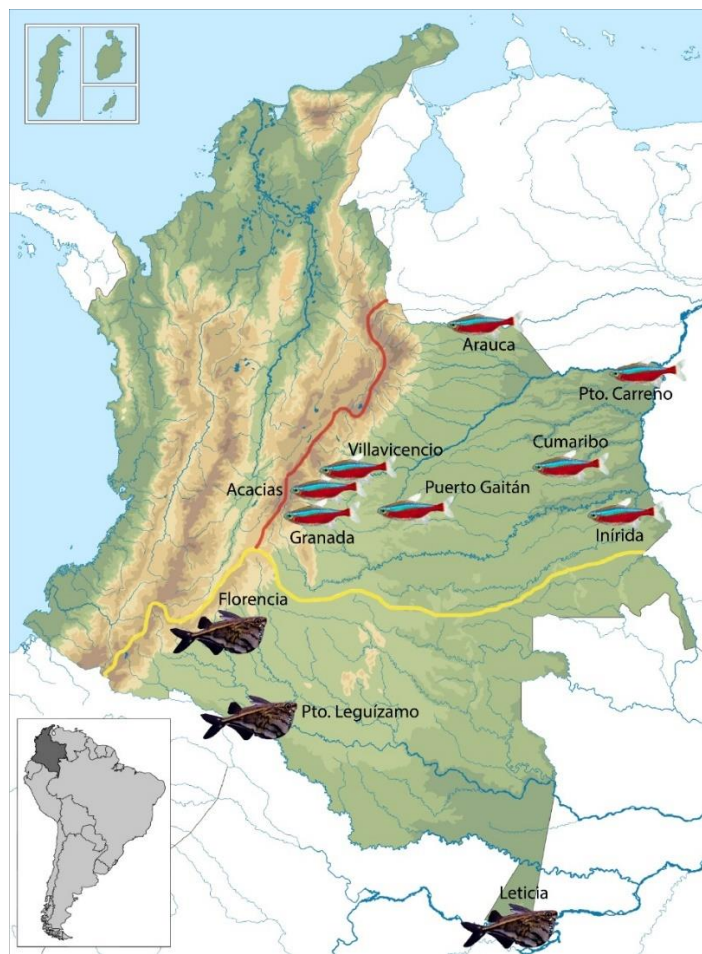 Arauca
Pto. Carreño
Cumaribo
Villavicencio
Acacias
Puerto Gaitán
Granada
Inírida
Florencia
Pto. Leguízamo
Leticia